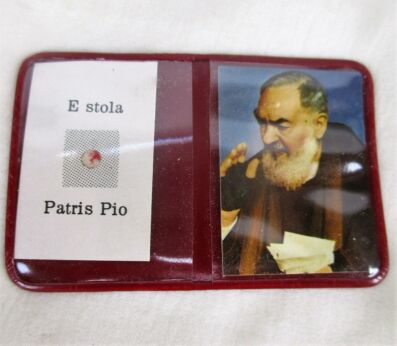 E stola
Patris Pio